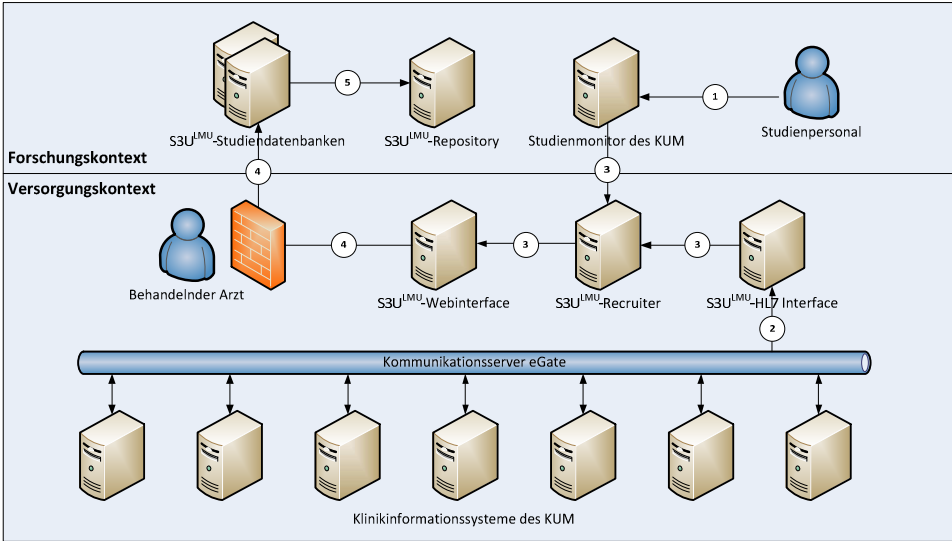 5
1
S3U^LMU-Studiendatenbanken
S3U^LMU-Repository
Studienmonitor des KUM
Studienpersonal
Forschungskontext
4
3
Versorgungskontext
4
3
3
Behandelnder Arzt
S3U^LMU-Webinterface
S3U^LMU-Recruiter
S3U^LMU-HL7 Interface
2
Kommunikationsserver eGate
Klinikinformationssysteme des KUM